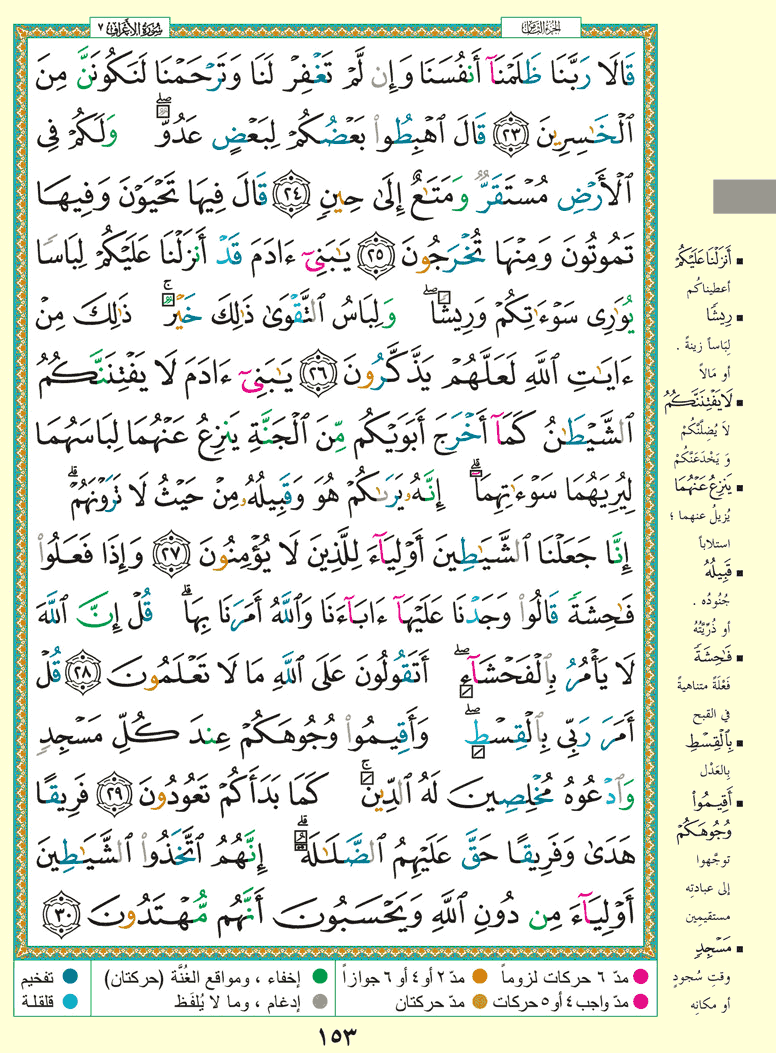 الجزء الثامن
سورة الأعراف ٧
قَالَا رَبَّنَا ظَلَمْنَآ أَنفُسَنَا وَإِن لَّمْ تَغْفِرْ لَنَا وَتَرْحَمْنَا لَنَكُونَنَّ مِنَ
ٱلْخَٰسِرِينَ ٢٣ قَالَ ٱهْبِطُوا۟ بَعْضُكُمْ لِبَعْضٍ عَدُوٌّۖ وَلَكُمْ فِى
ٱلْأَرْضِ مُسْتَقَرٌّ وَمَتَٰعٌ إِلَىٰ حِينٍ ٢٤ قَالَ فِيهَا تَحْيَوْنَ وَفِيهَا
تَمُوتُونَ وَمِنْهَا تُخْرَجُونَ ٢٥ يَٰبَنِىٓ ءَادَمَ قَدْ أَنزَلْنَا عَلَيْكُمْ لِبَاسًا
يُوَٰرِى سَوْءَٰتِكُمْ وَرِيشًاۖ وَلِبَاسُ ٱلتَّقْوَىٰ ذَٰلِكَ خَيْرٌۚ ذَٰلِكَ مِنْ
ءَايَٰتِ ٱللَّهِ لَعَلَّهُمْ يَذَّكَّرُونَ ٢٦ يَٰبَنِىٓ ءَادَمَ لَا يَفْتِنَنَّكُمُ
ٱلشَّيْطَٰنُ كَمَآ أَخْرَجَ أَبَوَيْكُم مِّنَ ٱلْجَنَّةِ يَنزِعُ عَنْهُمَا لِبَاسَهُمَا
لِيُرِيَهُمَا سَوْءَٰتِهِمَآۗ إِنَّهُۥ يَرَىٰكُمْ هُوَ وَقَبِيلُهُۥ مِنْ حَيْثُ لَا تَرَوْنَهُمْۗ
إِنَّا جَعَلْنَا ٱلشَّيَٰطِينَ أَوْلِيَآءَ لِلَّذِينَ لَا يُؤْمِنُونَ ٢٧ وَإِذَا فَعَلُوا۟
فَٰحِشَةً قَالُوا۟ وَجَدْنَا عَلَيْهَآ ءَابَآءَنَا وَٱللَّهُ أَمَرَنَا بِهَاۗ قُلْ إِنَّ ٱللَّهَ
لَا يَأْمُرُ بِٱلْفَحْشَآءِۖ أَتَقُولُونَ عَلَى ٱللَّهِ مَا لَا تَعْلَمُونَ ٢٨ قُلْ
أَمَرَ رَبِّى بِٱلْقِسْطِۖ وَأَقِيمُوا۟ وُجُوهَكُمْ عِندَ كُلِّ مَسْجِدٍ
وَٱدْعُوهُ مُخْلِصِينَ لَهُ ٱلدِّينَۚ كَمَا بَدَأَكُمْ تَعُودُونَ ٢٩ فَرِيقًا
هَدَىٰ وَفَرِيقًا حَقَّ عَلَيْهِمُ ٱلضَّلَٰلَةُۗ إِنَّهُمُ ٱتَّخَذُوا۟ ٱلشَّيَٰطِينَ
أَوْلِيَآءَ مِن دُونِ ٱللَّهِ وَيَحْسَبُونَ أَنَّهُم مُّهْتَدُونَ ٣٠
أَنزَلْنَا عَلَيْكُمْ
أعطيناكُم
رِيشًا
لِبَاساً زينةً .
أو مَالاً
لَا يَفْتِنَنَّكُمُ
لاَ يُضلَّنَّكُمْ
وَ يَخْدَعَنَّكُمْ
يَنزِعُ عَنْهُمَا
يُزيلُ عنهما ؛
استلاباً
قَبِيلُهُ
جُنُودُه .
أو ذُرِّيَّتُهُ
فَٰحِشَةً
فَعْلَةً متناهيةً
في القبح
بِٱلْقِسْطِ
بِالعَدْل
أَقِيمُوا۟
وُجُوهَكُمْ
توجَّهوا
إلى عبادتِه
مستقيمين
مَسْجِدٍ
وقتِ سُجودٍ
أو مكانِه
مدّ ٦ حركات لزوماً
مدّ ٢ أو ٤ أو ٦ جوازاً
إخفاء ، ومواقع الغُنَّة (حركتان)
تفخيم
مدّ واجب ٤ أو ٥ حركات
مدّ حركتان
إدغام ، وما لا يُلفَظ
قلقلة
١٥٣